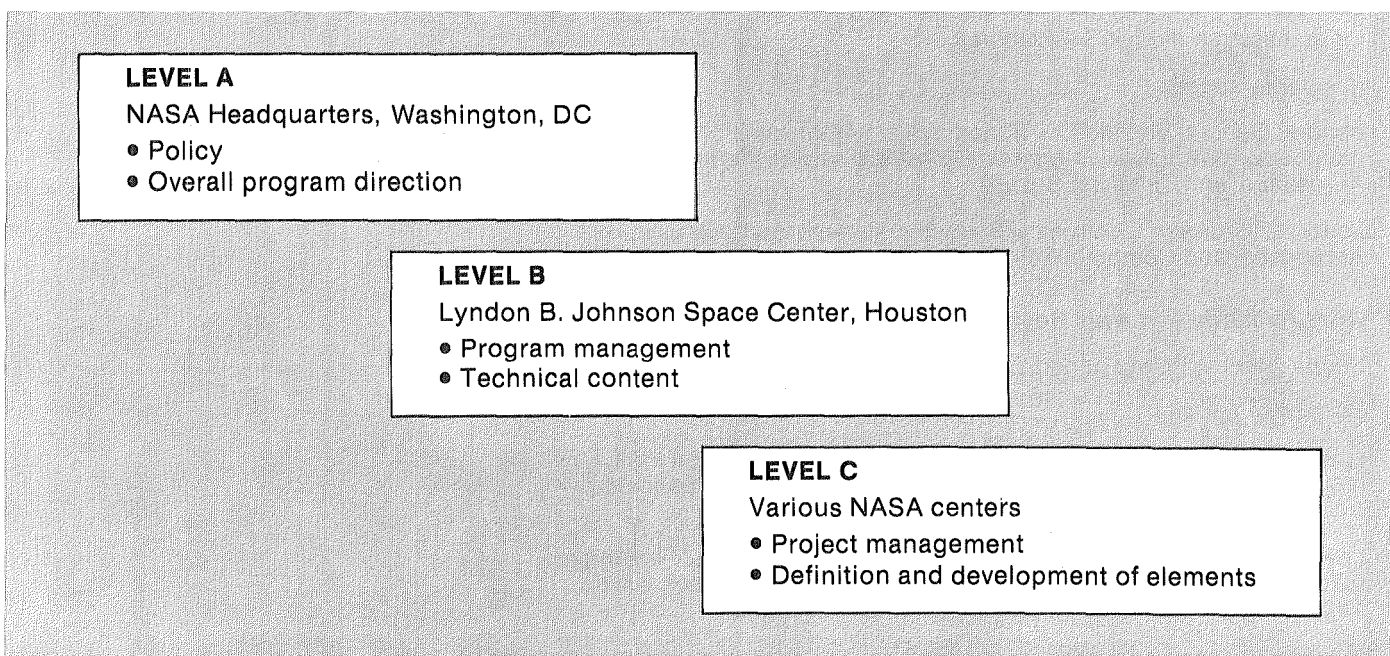 LEVEL A
NASA Headquarters, Washington, DC
• Policy
• Overall program direction
LEVEL B
Lyndon B. Johnson Space Center, Houston
• Program management
• Technical content
LEVEL C
Various NASA centers
• Project management
• Definition and development of elements